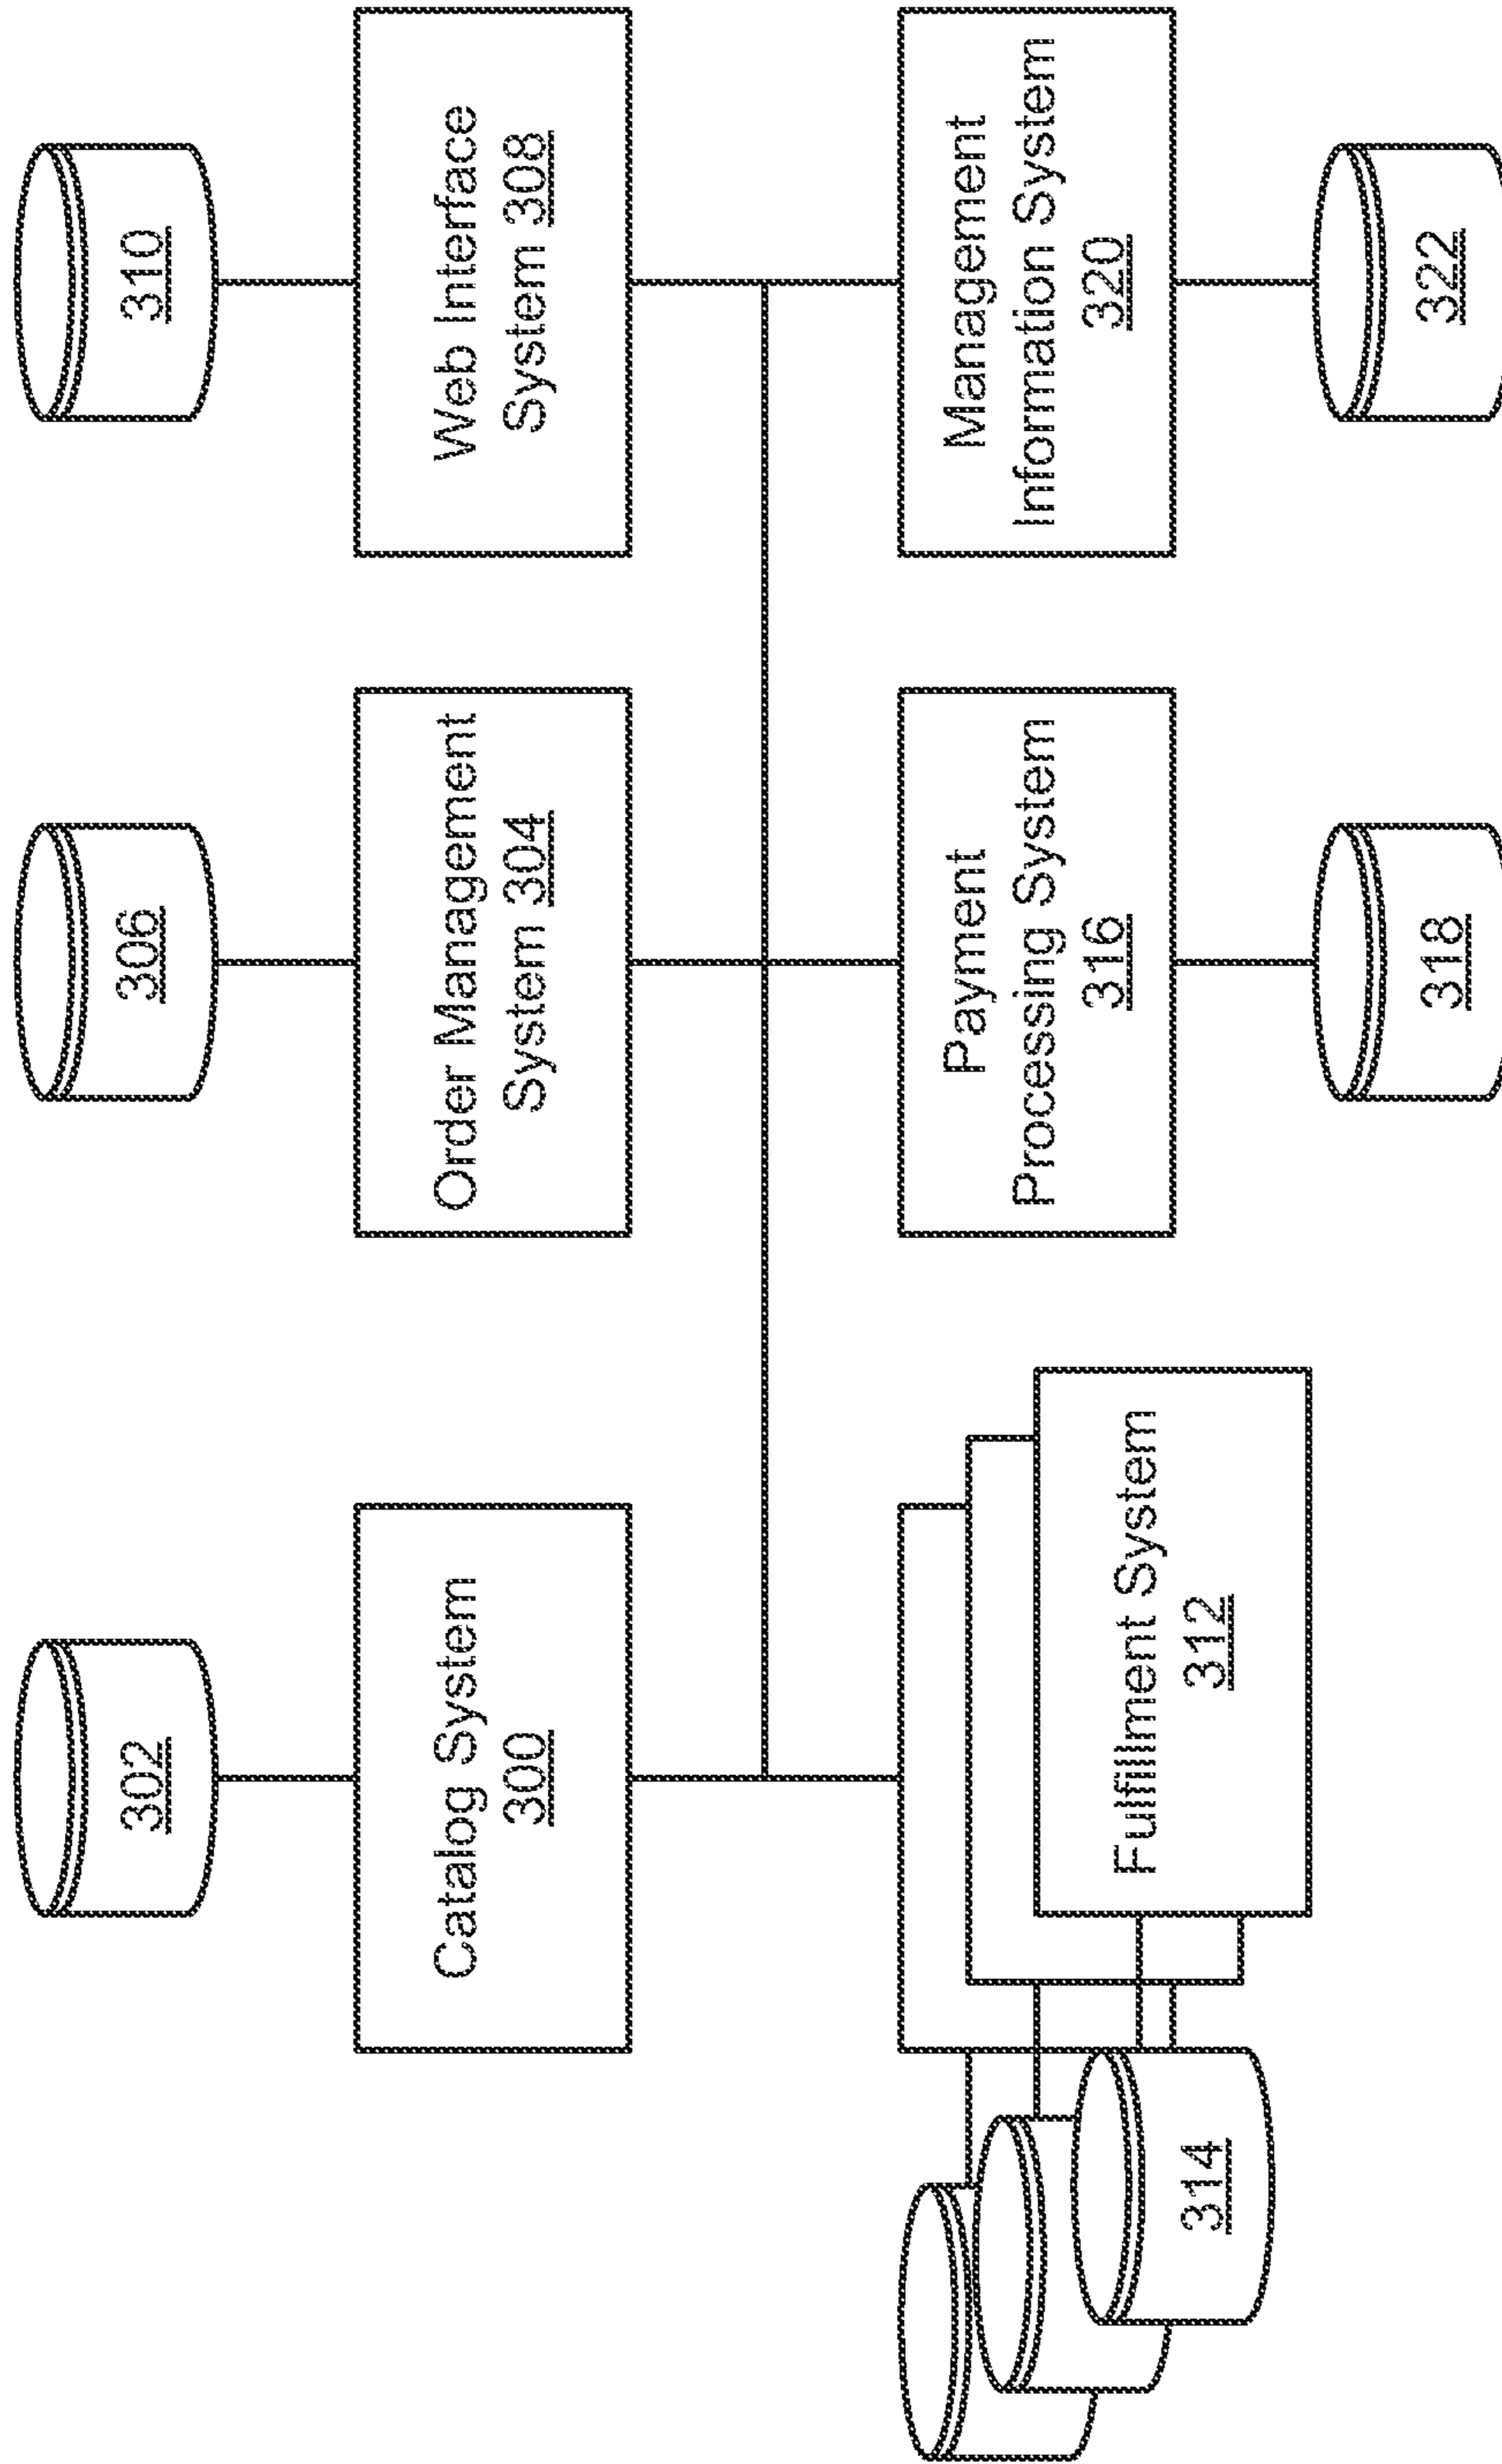 302
306
310
Catalog System
300
Order Management
System 304
Web Interface
System 308
Fulfillment System
312
314
Payment
Processing System
316
Management
Information System
320
318
322